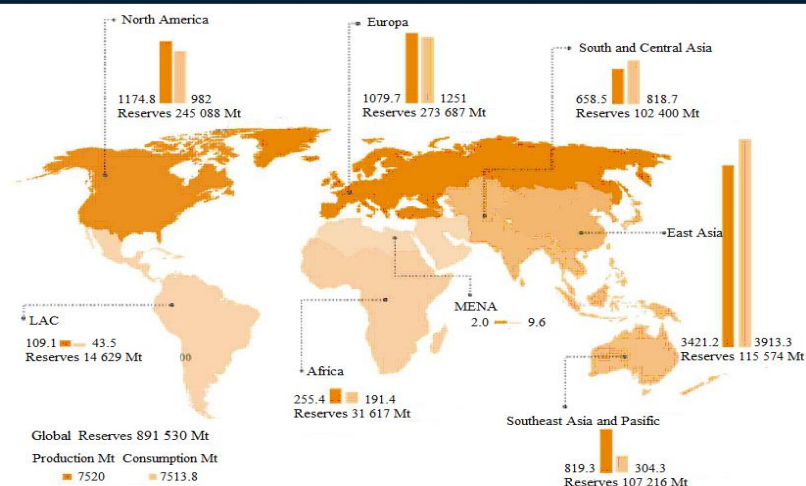 North America
1174.8 982
Reserves 245 088 Mt
Europa
1079.7 1251
Reserves 273 687 Mt
South and Central Asia
658.5 818.7
Reserves 102 400 Mt
East Asia
3421.2 3913.3
Reserves 115 574 Mt
MENA
2.0 9.6
LAC
109.1 43.5
Reserves 14 629 Mt
00
Africa
255.4 191.4
Reserves 31 617 Mt
Southeast Asia and Pasific
819.3 304.3
Reserves 107 216 Mt
Global Reserves 891 530 Mt
Production Mt Consumption Mt
7520 7513.8